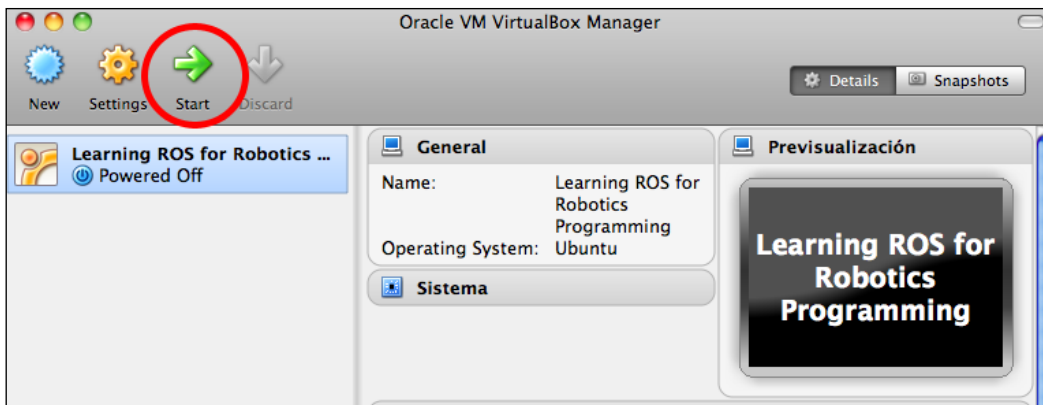 Oracle VM VirtualBox Manager
New Settings Start Discard
Details Snapshots
Learning ROS for Robotics ...
Powered Off
General
Name: Learning ROS for
Robotics
Programming
Operating System: Ubuntu
Sistema
Previsualización
Learning ROS for
Robotics
Programming